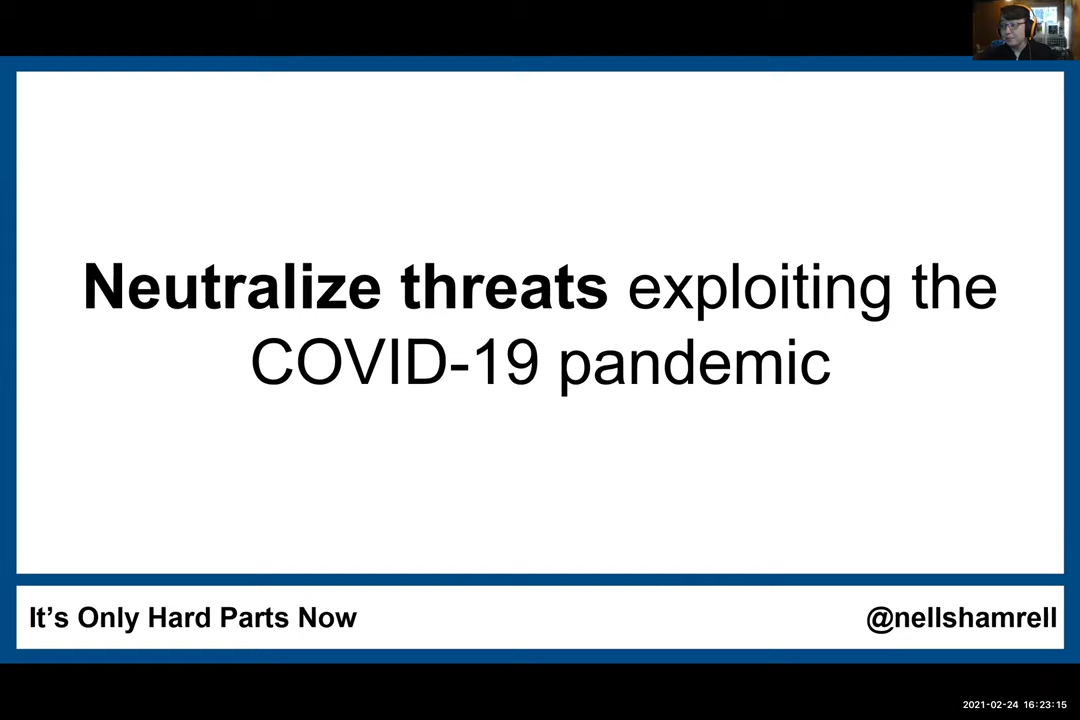 Neutralize threats exploiting the
COVID-19 pandemic
It’s Only Hard Parts Now
@nellshamrell
2021-02-24 16:23:15